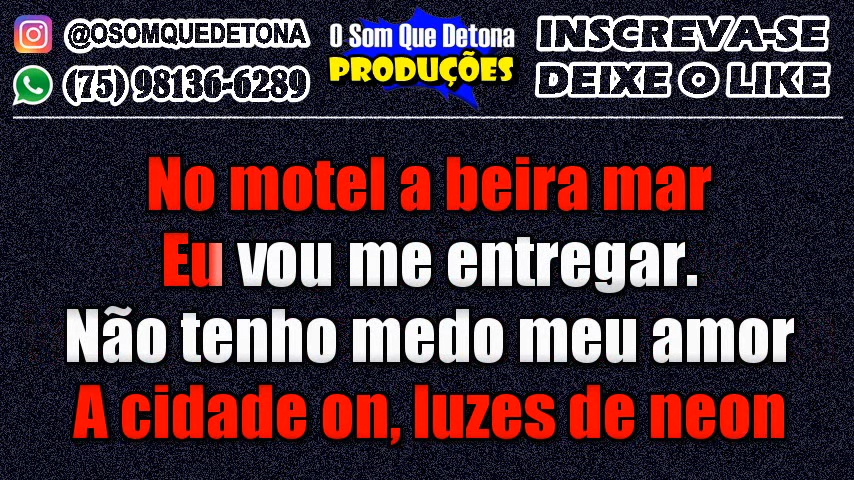 @OSOMQUEDETONA
(75) 98136-6289
O Som Que Detona
PRODUÇÕES
INSCREVA-SE
DEIXE O LIKE
No motel a beira mar
Eu vou me entregar.
Não tenho medo meu amor
A cidade on, luzes de neon